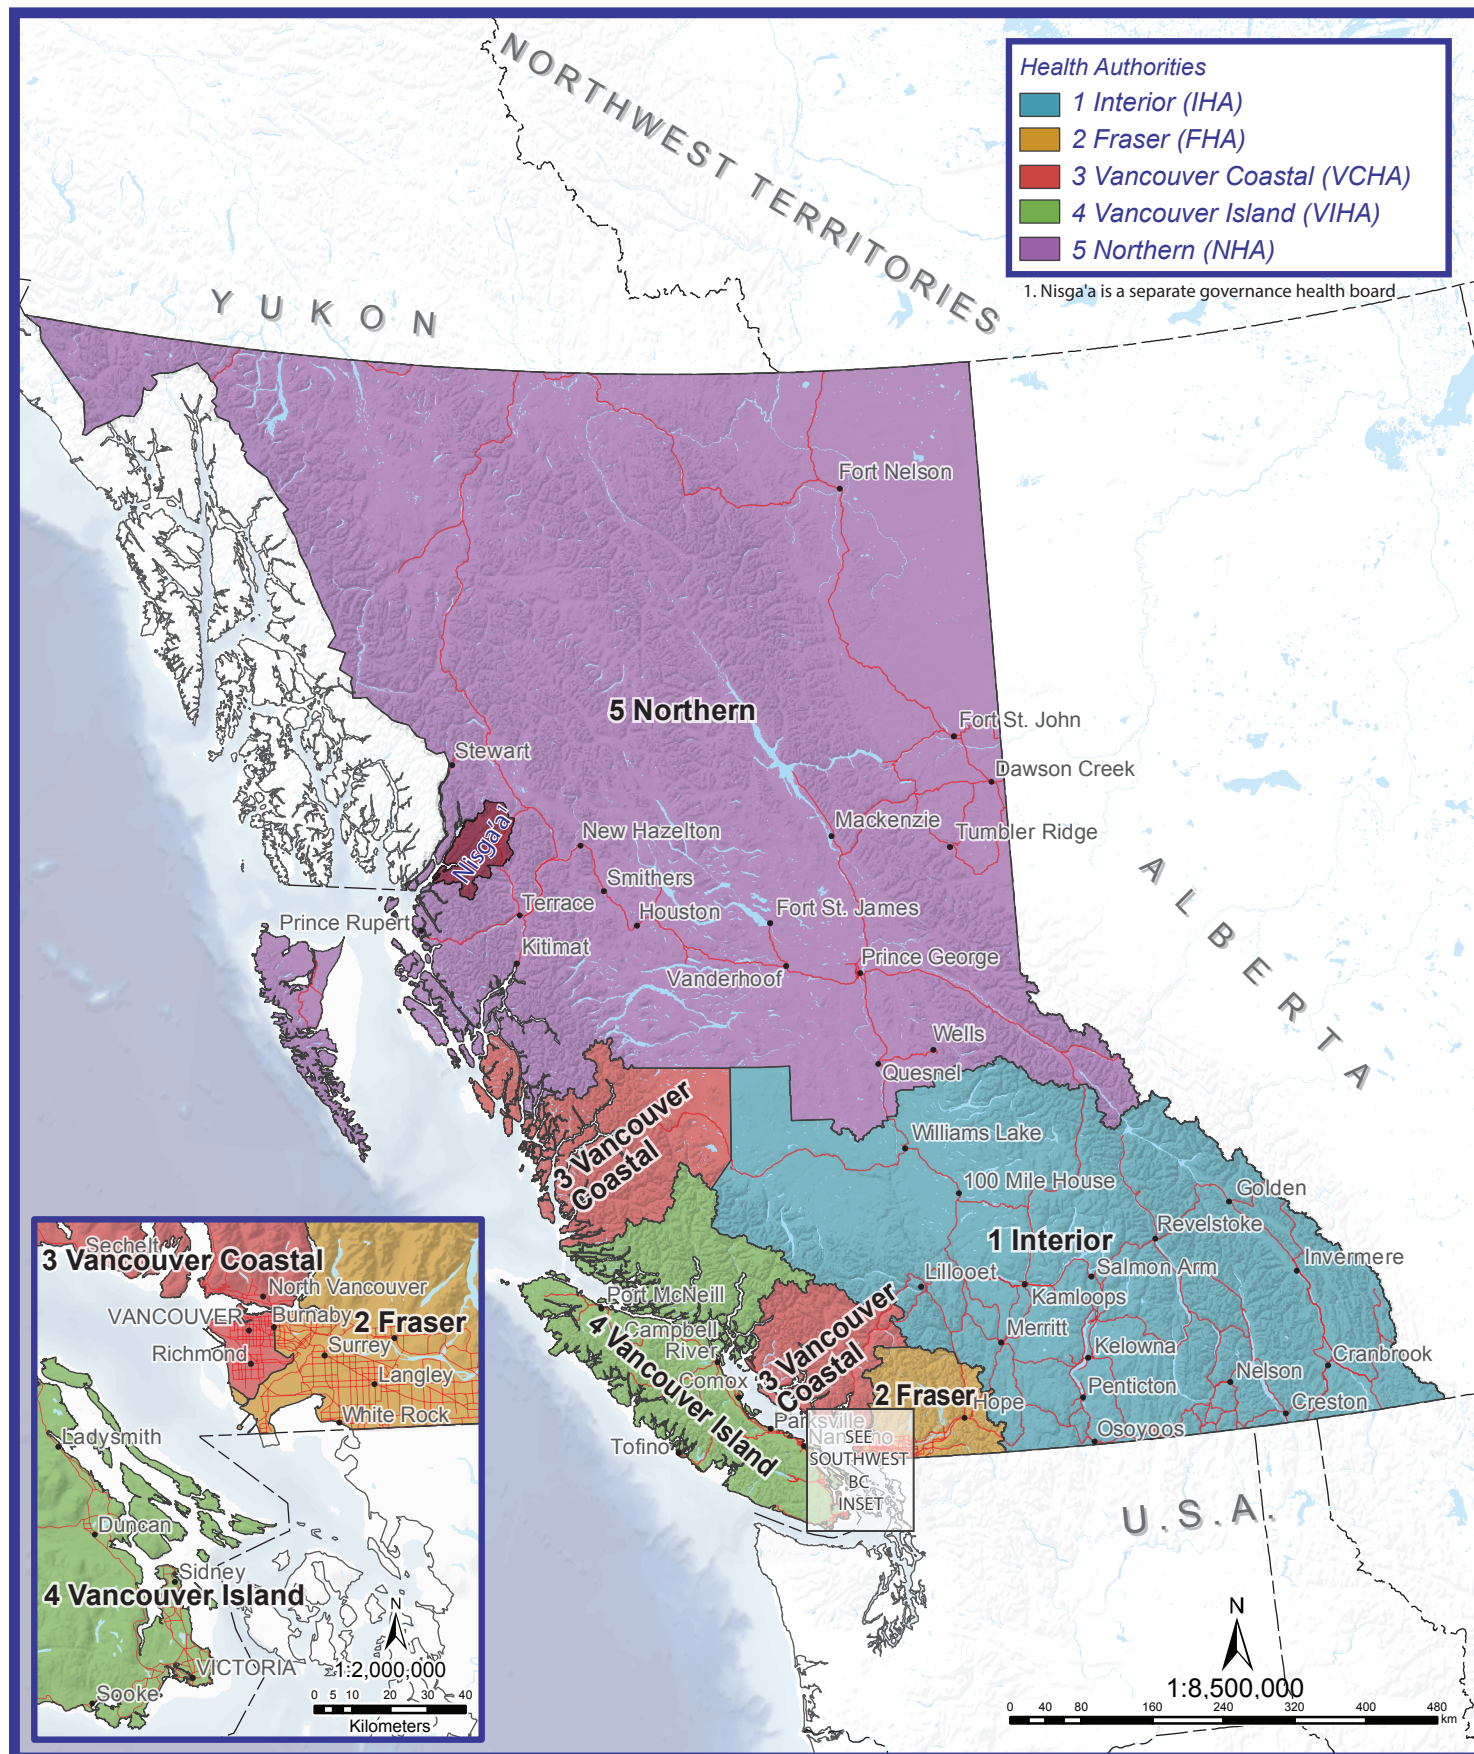 NORTHWEST TERRITORIES
Health Authorities
1 Interior (IHA)
2 Fraser (FHA)
3 Vancouver Coastal (VCHA)
4 Vancouver Island (VIHA)
5 Northern (NHA)
1. Nisga'a is a separate governance health board
YUKON
Fort Nelson
5 Northern
Fort St. John
Stewart
Dawson Creek
Nisga'a¹
New Hazelton
Mackenzie
Tumbler Ridge
ALBERTA
Smithers
Terrace
Houston
Fort St. James
Prince Rupert
Kitimat
Vanderhoof
Prince George
Wells
Quesnel
3 Vancouver
Coastal
Williams Lake
100 Mile House
Golden
Revelstoke
1 Interior
Invermere
Lillooet
Salmon Arm
Kamloops
Port McNeill
Campbell
River
4 Vancouver Island
3 Vancouver
Coastal
Merritt
Kelowna
Cranbrook
Nelson
Comox
2 Fraser
Hope
Penticton
Creston
Parksville
Nanaimo
Tofino
Osoyoos
SEE
SOUTHWEST
BC
INSET
U.S.A.
N
1:8,500,000
0 40 80 160 240 320 400 480
km
Sechelt
3 Vancouver Coastal
North Vancouver
VANCOUVER
Burnaby
2 Fraser
Richmond
Surrey
Langley
White Rock
Ladysmith
Duncan
Sidney
4 Vancouver Island
N
VICTORIA
1:2,000,000
Sooke
0 5 10 20 30 40
Kilometers